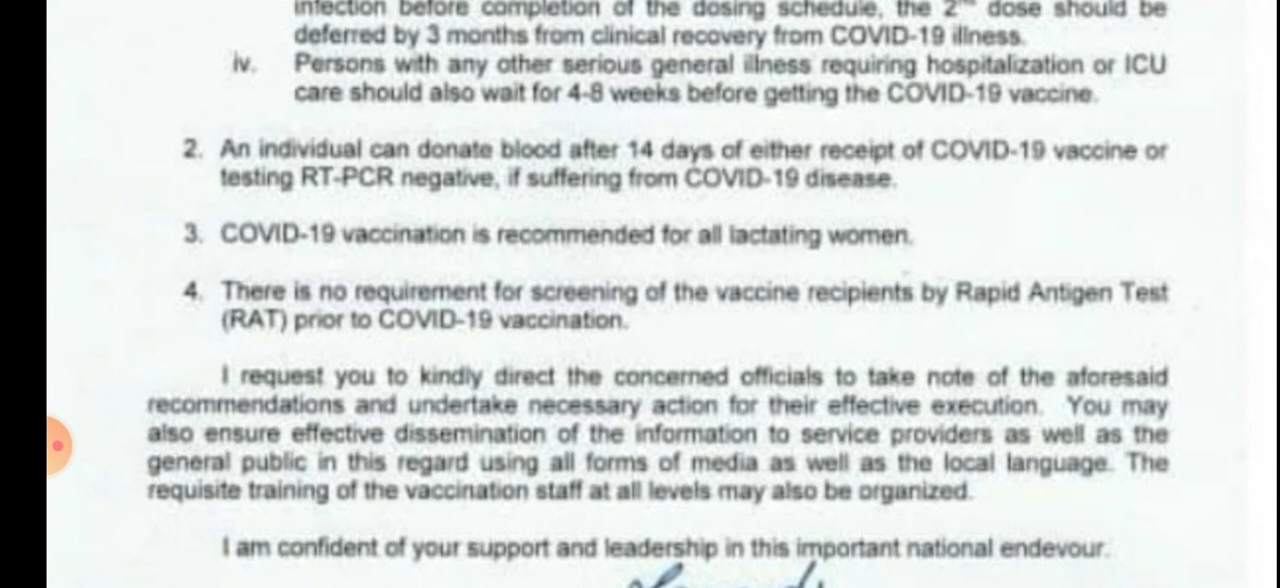 infection before completion of the dosing schedule, the 2nd dose should be
deferred by 3 months from clinical recovery from COVID-19 illness.
iv. Persons with any other serious general illness requiring hospitalization or ICU
care should also wait for 4-8 weeks before getting the COVID-19 vaccine.
2. An individual can donate blood after 14 days of either receipt of COVID-19 vaccine or
testing RT-PCR negative, if suffering from COVID-19 disease.
3. COVID-19 vaccination is recommended for all lactating women.
4. There is no requirement for screening of the vaccine recipients by Rapid Antigen Test
(RAT) prior to COVID-19 vaccination.
I request you to kindly direct the concerned officials to take note of the aforesaid
recommendations and undertake necessary action for their effective execution. You may
also ensure effective dissemination of the information to service providers as well as the
general public in this regard using all forms of media as well as the local language. The
requisite training of the vaccination staff at all levels may also be organized.
I am confident of your support and leadership in this important national endevour.